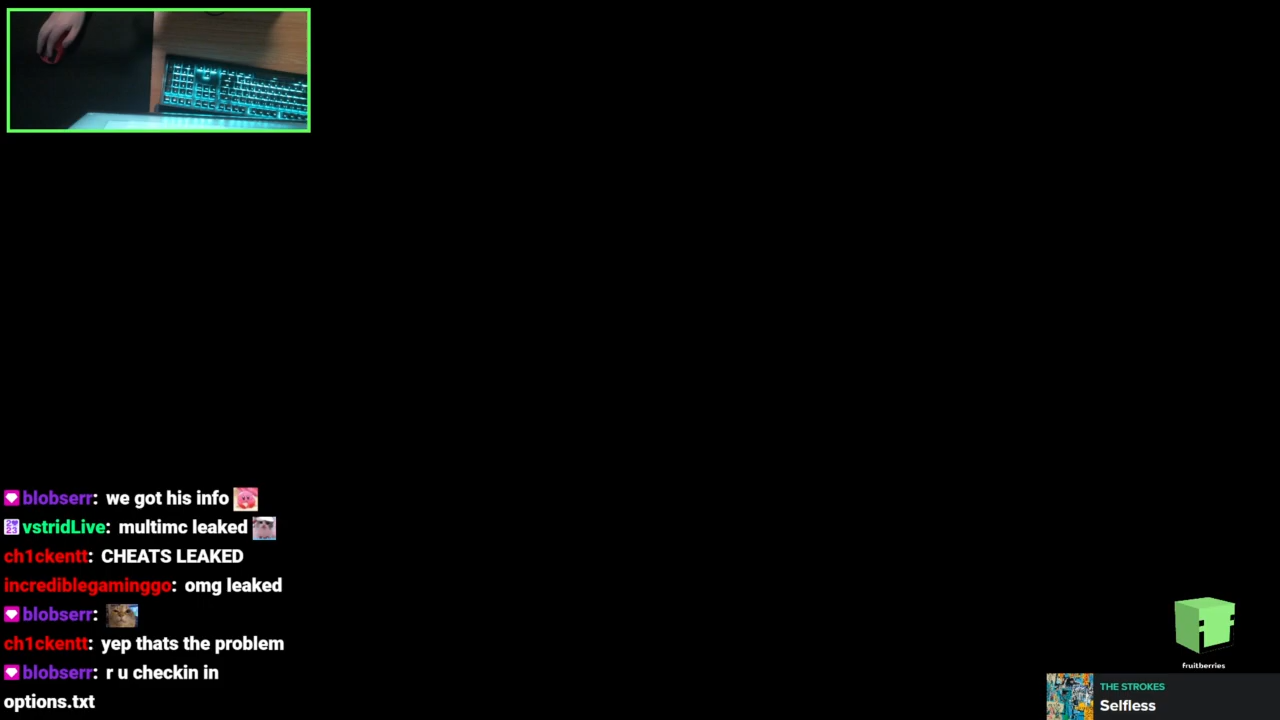 blobserr: we got his info
vstridLive: multimc leaked
ch1ckentt: CHEATS LEAKED
incrediblegaminggo: omg leaked
blobserr:
ch1ckentt: yep thats the problem
blobserr: r u checkin in
options.txt
fruitberries
THE STROKES
Selfless